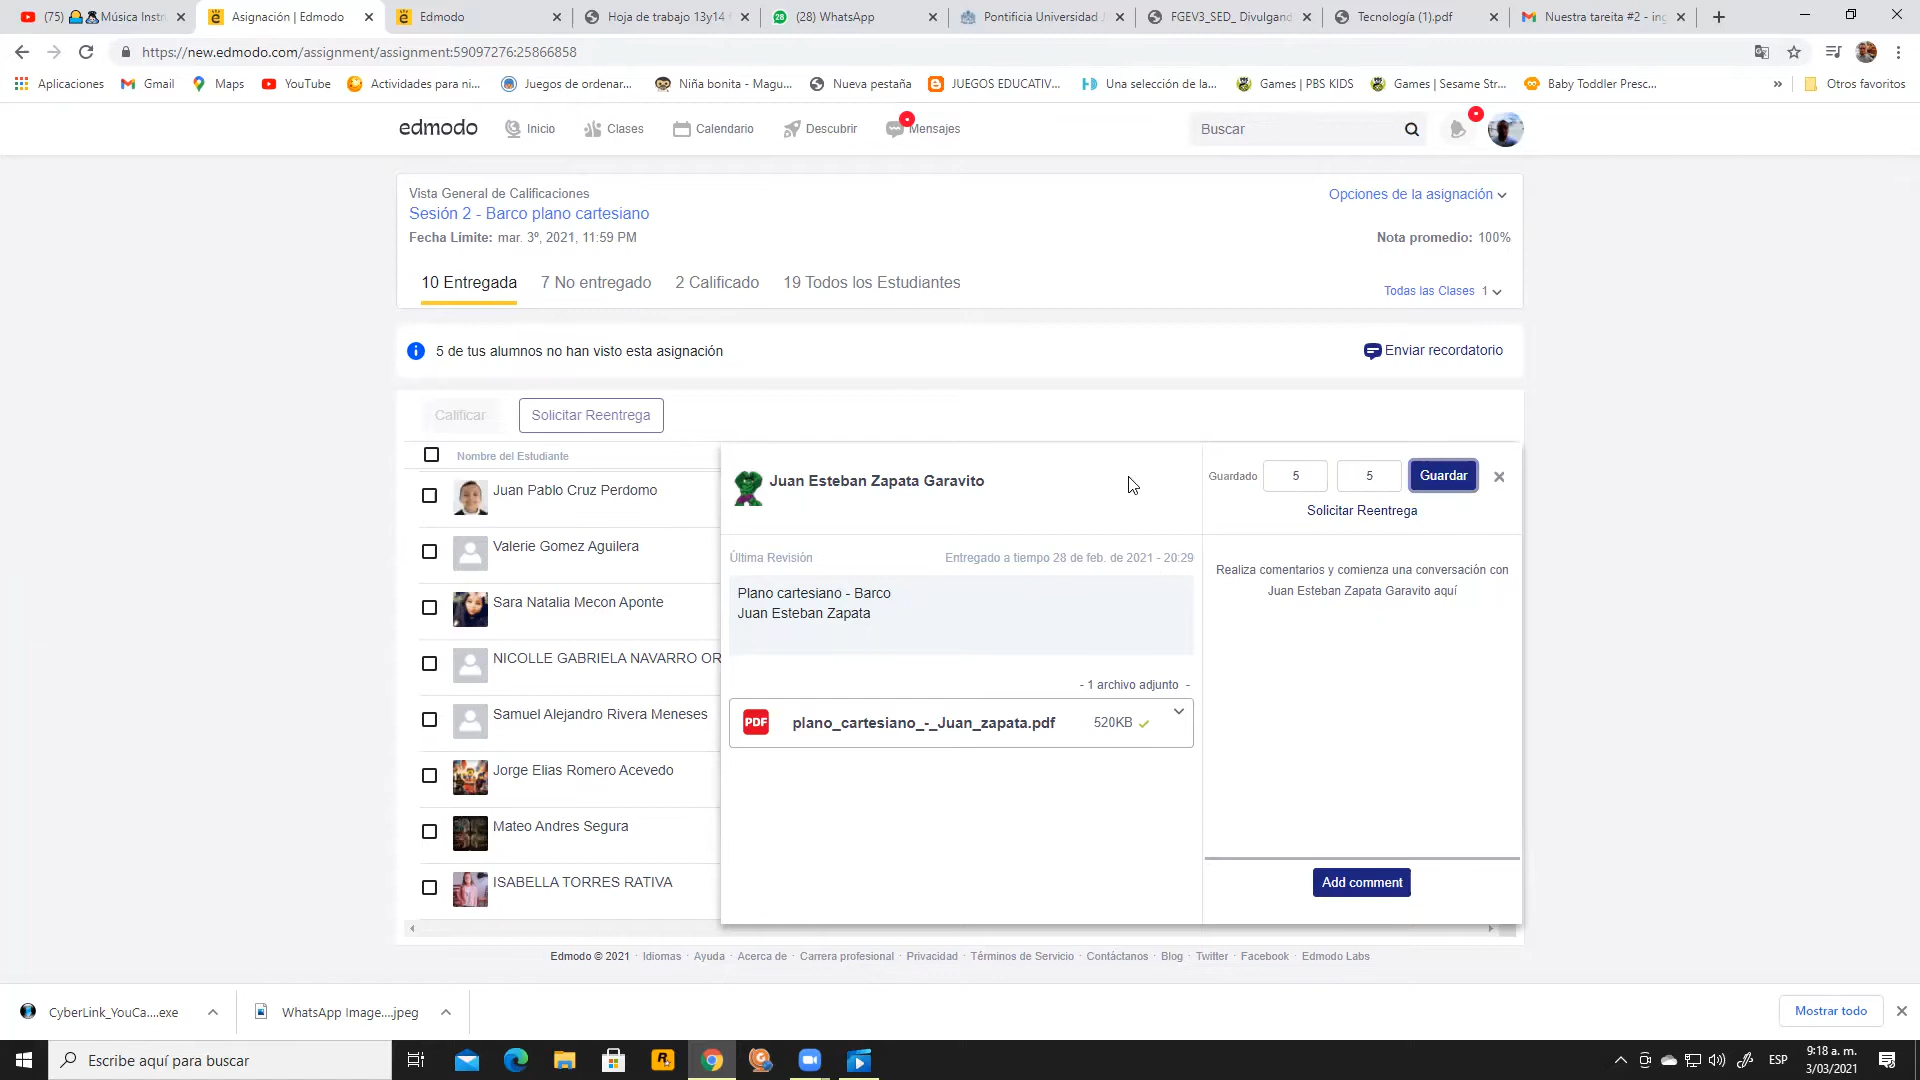 (75) Música Instr
Asignación | Edmodo
Edmodo
Hoja de trabajo 13y14 f
(28) WhatsApp
Pontificia Universidad J
FGEV3_SED_ Divulgand
Tecnología (1).pdf
Nuestra tareita #2 - ing
https://new.edmodo.com/assignment/assignment:59097276:25866858
Aplicaciones
Gmail
Maps
YouTube
Actividades para ni...
Juegos de ordenar...
Niña bonita - Magu...
Nueva pestaña
JUEGOS EDUCATIV...
Una selección de la...
Games | PBS KIDS
Games | Sesame Str...
Baby Toddler Presc...
»
Otros favoritos
edmodo
Inicio
Clases
Calendario
Descubrir
Mensajes
Buscar
Vista General de Calificaciones
Opciones de la asignación
Sesión 2 - Barco plano cartesiano
Fecha Limite: mar. 3º, 2021, 11:59 PM
Nota promedio: 100%
10 Entregada
7 No entregado
2 Calificado
19 Todos los Estudiantes
Todas las Clases 1
5 de tus alumnos no han visto esta asignación
Enviar recordatorio
Calificar
Solicitar Reentrega
Nombre del Estudiante
Juan Pablo Cruz Perdomo
Valerie Gomez Aguilera
Sara Natalia Mecon Aponte
NICOLLE GABRIELA NAVARRO OR
Samuel Alejandro Rivera Meneses
Jorge Elias Romero Acevedo
Mateo Andres Segura
ISABELLA TORRES RATIVA
Juan Esteban Zapata Garavito
Guardado
5
5
Guardar
Solicitar Reentrega
Última Revisión
Entregado a tiempo 28 de feb. de 2021 - 20:29
Plano cartesiano - Barco
Juan Esteban Zapata
- 1 archivo adjunto -
PDF
plano_cartesiano_-_Juan_zapata.pdf
520KB
Realiza comentarios y comienza una conversación con
Juan Esteban Zapata Garavito aquí
Add comment
Edmodo © 2021 · Idiomas · Ayuda · Acerca de · Carrera profesional · Privacidad · Términos de Servicio · Contáctanos · Blog · Twitter · Facebook · Edmodo Labs
CyberLink_YouCa....exe
WhatsApp Image....jpeg
Mostrar todo
Escribe aquí para buscar
ESP
9:18 a. m.
3/03/2021